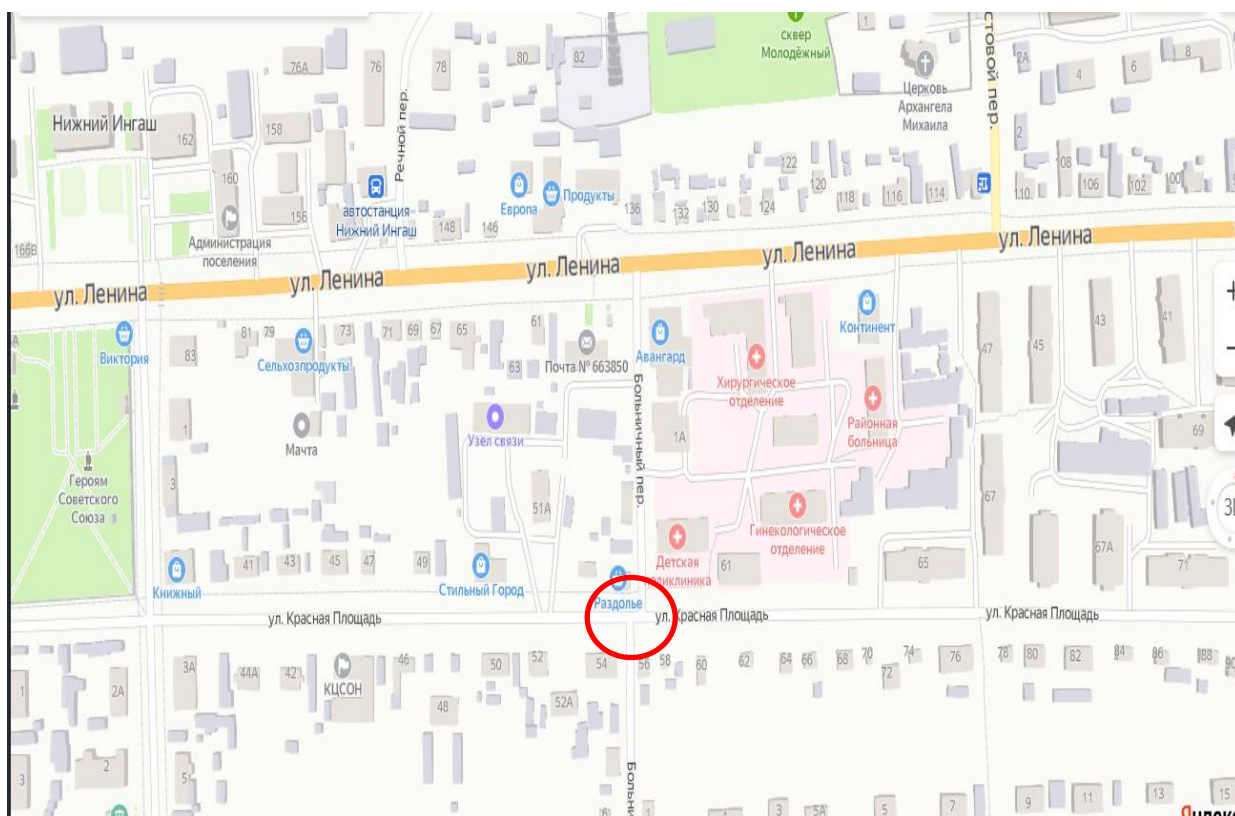 сквер
Молодёжный
1
80
82
76А
76
78
Церковь
Архангела
Михаила
2А
4
6
8
Нижний Ингаш
162
158
Речной пер.
2
160
156
автостанция
Нижний Ингаш
Европа
Продукты
136
132
130
124
122
120
118
116
114
110
108
106
102
100
148
146
166В
Администрация
поселения
ул. Ленина
ул. Ленина
ул. Ленина
ул. Ленина
ул. Ленина
Виктория
83
81
79
Сельхозпродукты
73
71
69
67
65
61
63
Почта № 663850
Авангард
Континент
47
45
43
41
Хирургическое
отделение
Районная
больница
1
Мачта
Узел связи
1А
Больничный пер.
69
Героям
Советского
Союза
3
51А
67
67А
71
Гинекологическое
отделение
Детская
поликлиника
61
65
Книжный
41
43
45
47
49
Стильный Город
Раздолье
ул. Красная Площадь
ул. Красная Площадь
ул. Красная Площадь
3А
44А
42
КЦСОН
46
48
50
52
52А
54
56
58
60
62
64
66
68
70
72
74
76
78
80
82
84
86
88
90
1
2А
2
3
5
1
3
5А
5
7
9
11
13
15